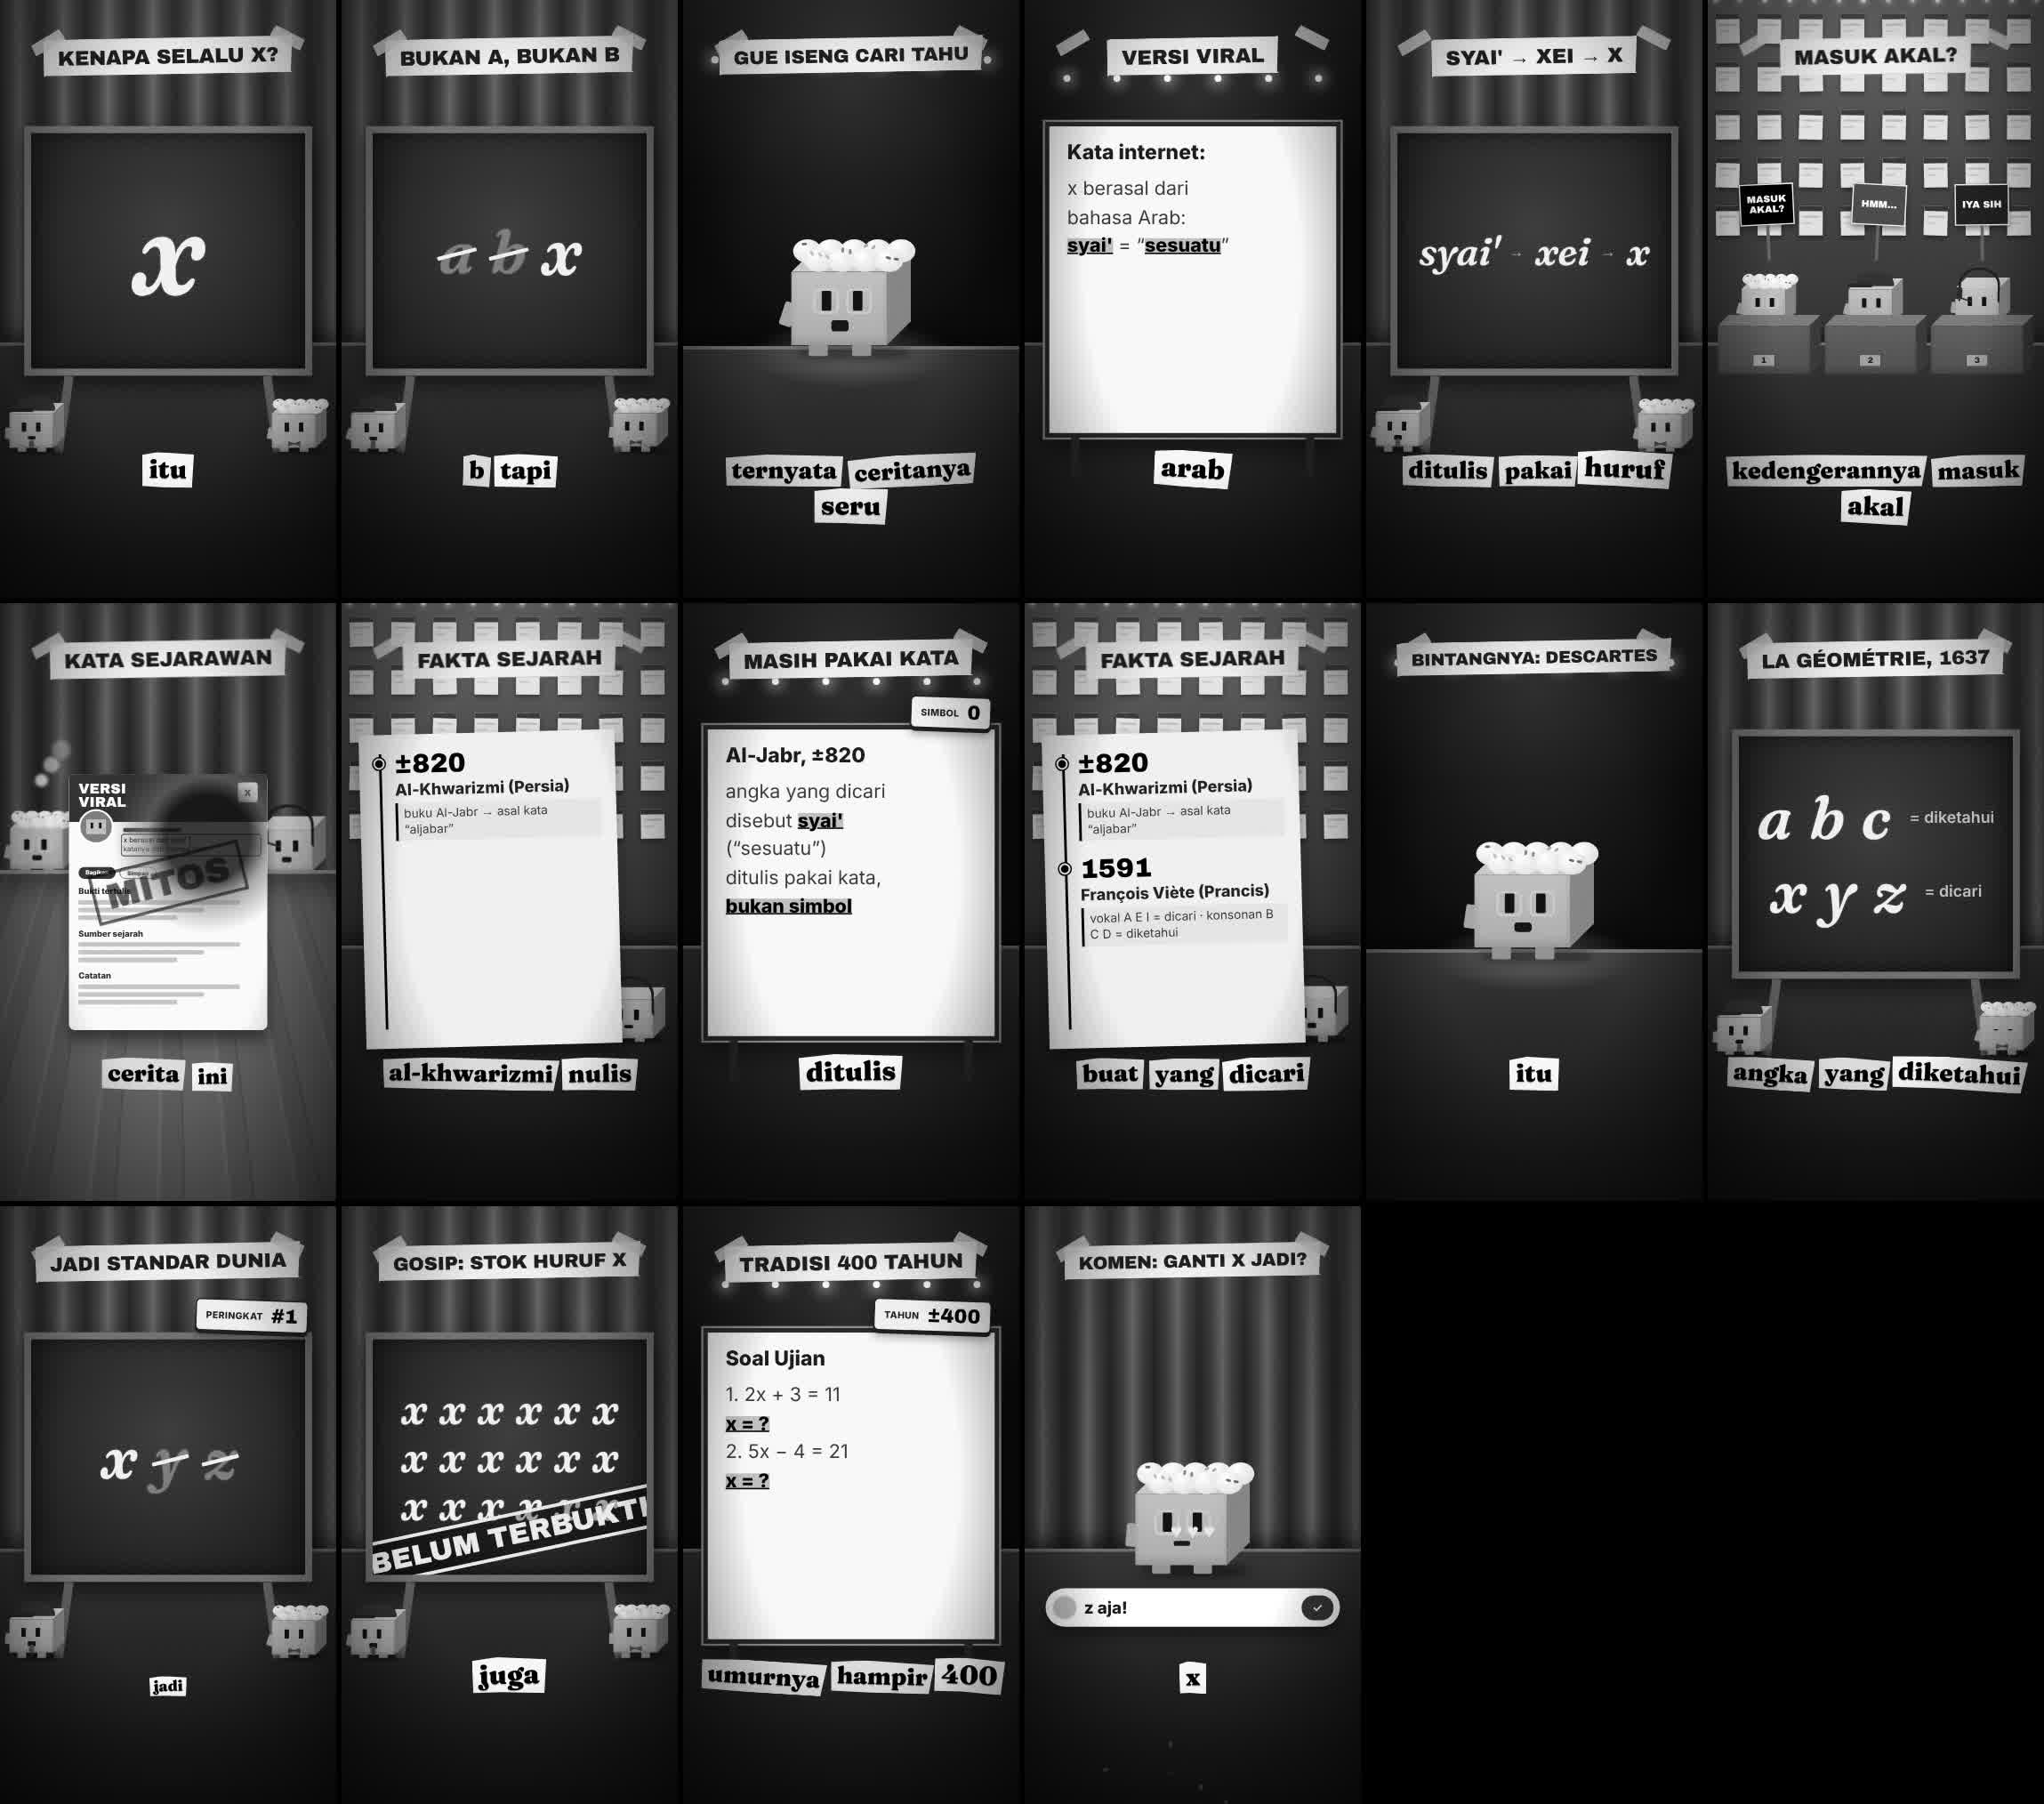 KENAPA SELALU X?
x
itu
BUKAN A, BUKAN B
a b x
b tapi
GUE ISENG CARI TAHU
ternyata ceritanya
seru
VERSI VIRAL
Kata internet:
x berasal dari
bahasa Arab:
syai' = "sesuatu"
arab
SYAI' → XEI → X
syai' → xei → x
ditulis pakai huruf
MASUK AKAL?
MASUK
AKAL?
HMM...
IYA SIH
1
2
3
kedengerannya masuk
akal
KATA SEJARAWAN
VERSI
VIRAL
X
MITOS
Bukti tertulis
Sumber sejarah
Catatan
cerita ini
FAKTA SEJARAH
±820
Al-Khwarizmi (Persia)
buku Al-Jabr → asal kata
"aljabar"
al-khwarizmi nulis
MASIH PAKAI KATA
SIMBOL 0
Al-Jabr, ±820
angka yang dicari
disebut syai'
("sesuatu")
ditulis pakai kata,
bukan simbol
ditulis
FAKTA SEJARAH
±820
Al-Khwarizmi (Persia)
buku Al-Jabr → asal kata
"aljabar"
1591
François Viète (Prancis)
vokal A E I = dicari · konsonan B
C D = diketahui
buat yang dicari
BINTANGNYA: DESCARTES
itu
LA GÉOMÉTRIE, 1637
a b c = diketahui
x y z = dicari
angka yang diketahui
JADI STANDAR DUNIA
PERINGKAT #1
x y z
jadi
GOSIP: STOK HURUF X
x x x x x x
x x x x x x
x x x x x x
BELUM TERBUKTI
juga
TRADISI 400 TAHUN
TAHUN ±400
Soal Ujian
1. 2x + 3 = 11
x = ?
2. 5x − 4 = 21
x = ?
umurnya hampir 400
KOMEN: GANTI X JADI?
z aja!
x